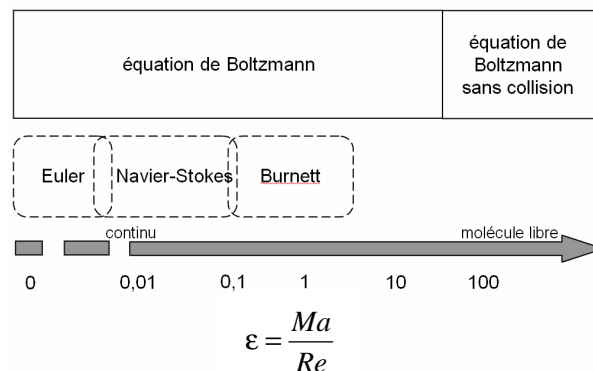 équation de Boltzmann
équation de
Boltzmann
sans collision
Euler Navier-Stokes Burnett
continu molécule libre
0 0,01 0,1 1 10 100
ε = Ma
Re